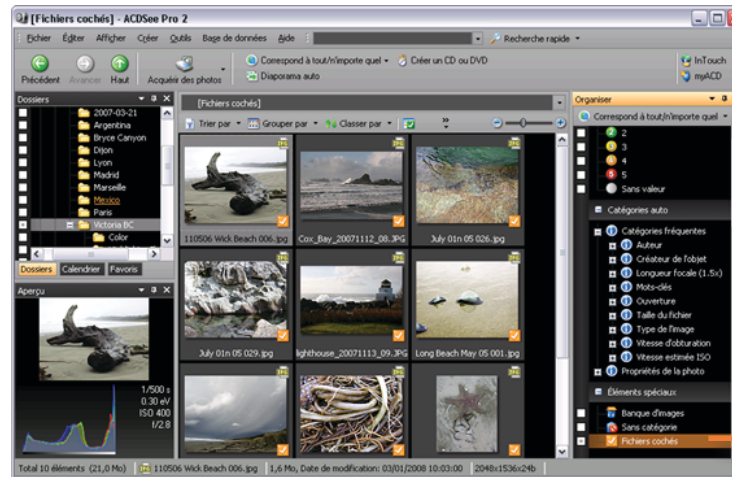 [Fichiers cochés] - ACDSee Pro 2
Fichier Éditer Afficher Créer Outils Base de données Aide Recherche rapide
Précédent Avancer Haut Acquérir des photos
Correspond à tout/n'importe quel Créer un CD ou DVD
Diaporama auto
InTouch
myACD
Dossiers
2007-03-21
Argentina
Bryce Canyon
Dijon
Lyon
Madrid
Marseille
Mexico
Paris
Victoria BC
Color
Dossiers Calendrier Favoris
Aperçu
1/500 s
0.30 eV
ISO 400
f/2.8
[Fichiers cochés]
Trier par Grouper par Classer par
110506 Wick Beach 006.jpg Cox_Bay_20071112_08.JPG July 01n 05 026.jpg
July 01n 05 029.jpg lighthouse_20071113_09.JPG Long Beach May 05 001.jpg
Organiser
Correspond à tout/n'importe quel
2 2
3 3
4 4
5 5
Sans valeur
Catégories auto
Catégories fréquentes
Auteur
Créateur de l'objet
Longueur focale (1.5x)
Mots-clés
Ouverture
Taille du fichier
Type de l'image
Vitesse d'obturation
Vitesse estimée ISO
Propriétés de la photo
Éléments spéciaux
Banque d'images
Sans catégorie
Fichiers cochés
Total 10 éléments (21,0 Mo) 110506 Wick Beach 006.jpg 1,6 Mo, Date de modification: 03/01/2008 10:03:00 2048x1536x24b